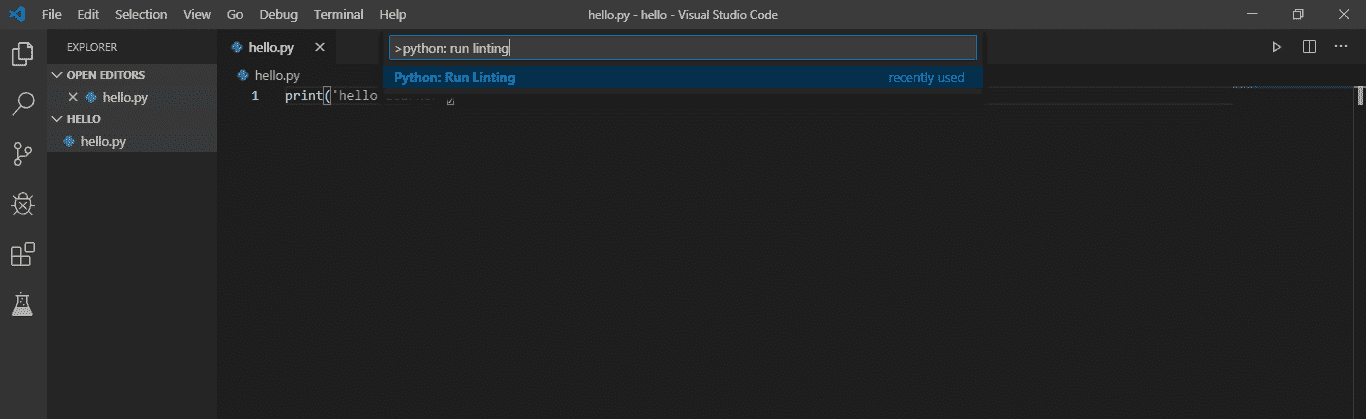 File Edit Selection View Go Debug Terminal Help
hello.py - hello - Visual Studio Code
EXPLORER
OPEN EDITORS
hello.py
HELLO
hello.py
hello.py
>python: run linting
Python: Run Linting recently used
hello.py
1 print('hello